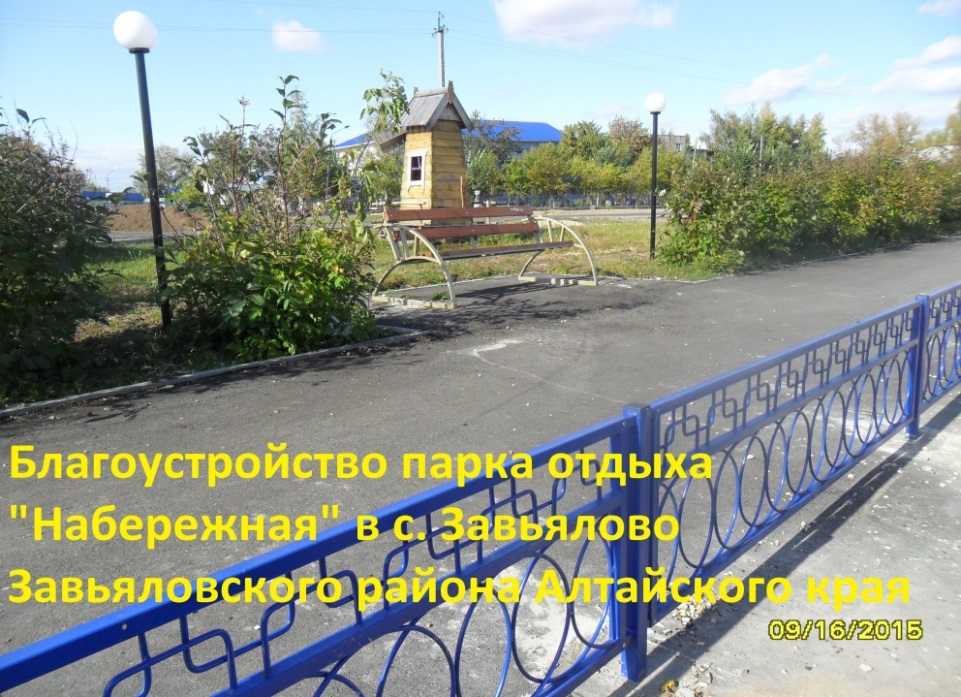 Благоустройство парка отдыха
"Набережная" в с. Завьялово
Завьяловского района Алтайского края
09/16/2015